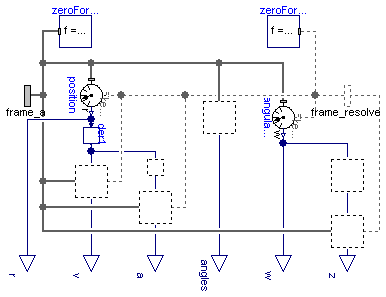 zeroFor...
zeroFor...
f =...
f =...
position
frame_a
angula...
frame_resolve
der1
w
r
v
a
angles
w
z